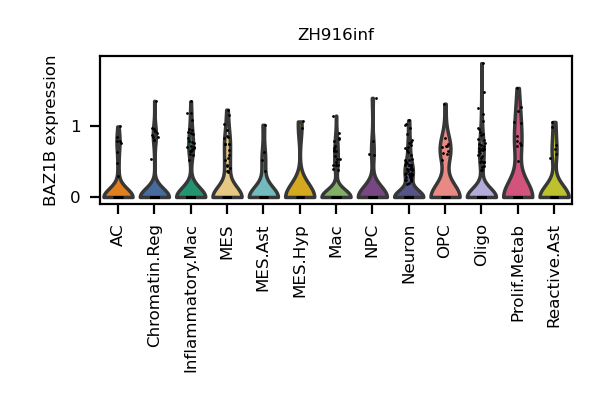 ZH916inf
BAZ1B expression
1
0
AC
Chromatin.Reg
Inflammatory.Mac
MES
MES.Ast
MES.Hyp
Mac
NPC
Neuron
OPC
Oligo
Prolif.Metab
Reactive.Ast